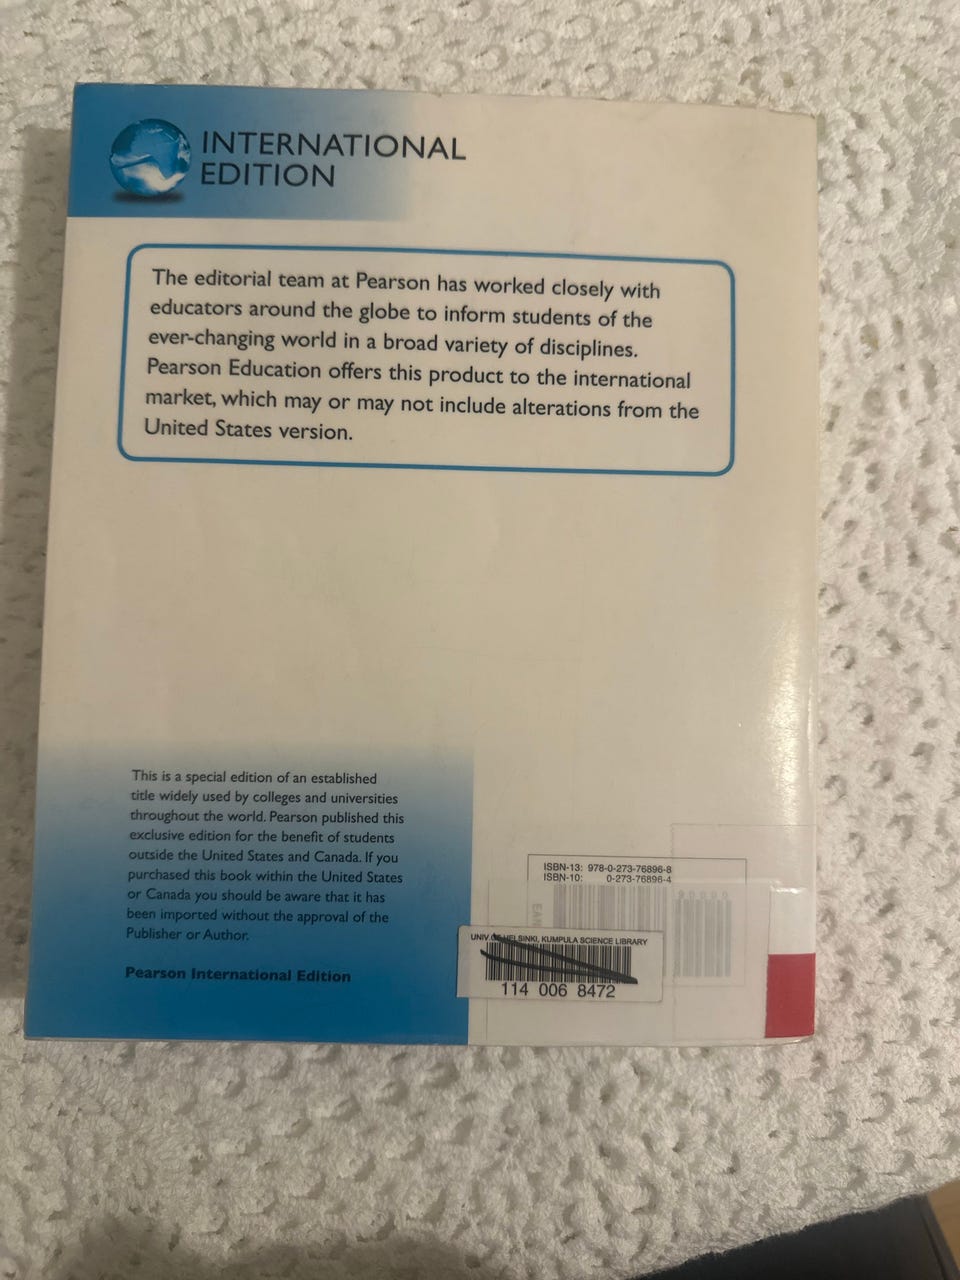 INTERNATIONAL
EDITION
The editorial team at Pearson has worked closely with
educators around the globe to inform students of the
ever-changing world in a broad variety of disciplines.
Pearson Education offers this product to the international
market, which may or may not include alterations from the
United States version.
This is a special edition of an established
title widely used by colleges and universities
throughout the world. Pearson published this
exclusive edition for the benefit of students
outside the United States and Canada. If you
purchased this book within the United States
or Canada you should be aware that it has
been imported without the approval of the
Publisher or Author.
Pearson International Edition
ISBN-13: 978-0-273-76896-8
ISBN-10: 0-273-76896-4
UNIV. OF HELSINKI, KUMPULA SCIENCE LIBRARY
114 006 8472